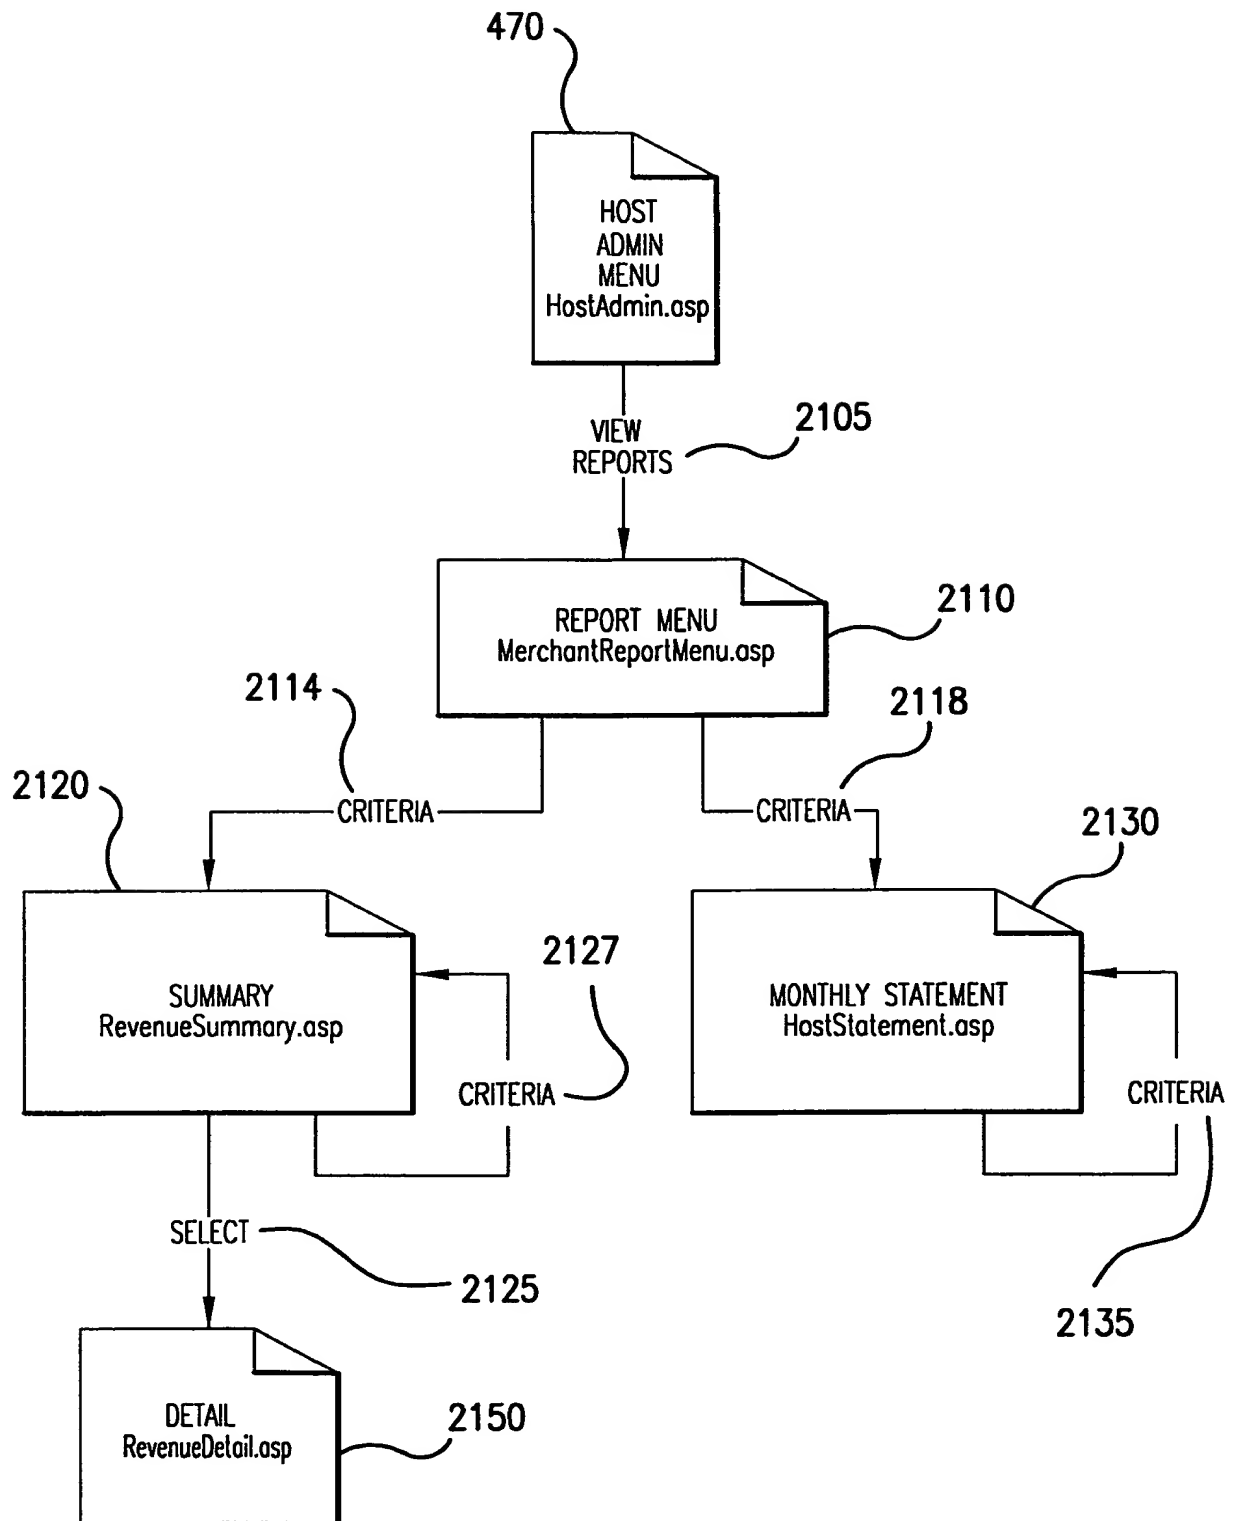 470
HOST
ADMIN
MENU
HostAdmin.asp
VIEW
REPORTS
2105
REPORT MENU
MerchantReportMenu.asp
2110
2114
2118
CRITERIA
CRITERIA
2120
2130
SUMMARY
RevenueSummary.asp
2127
MONTHLY STATEMENT
HostStatement.asp
CRITERIA
CRITERIA
SELECT
2125
2135
DETAIL
RevenueDetail.asp
2150